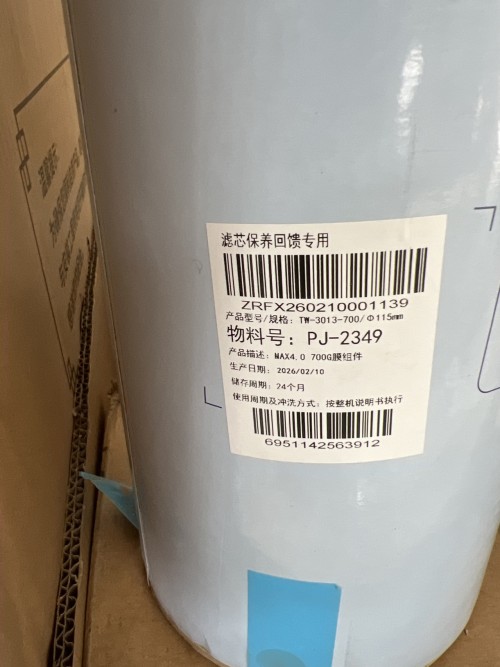 滤芯保养回馈专用
ZRFX260210001139
产品型号/规格：TW-3013-700/Φ115mm
物料号：PJ-2349
产品描述：MAX4.0 700G膜组件
生产日期：2026/02/10
储存周期：24个月
使用周期及冲洗方式：按整机说明书执行
6951142563912